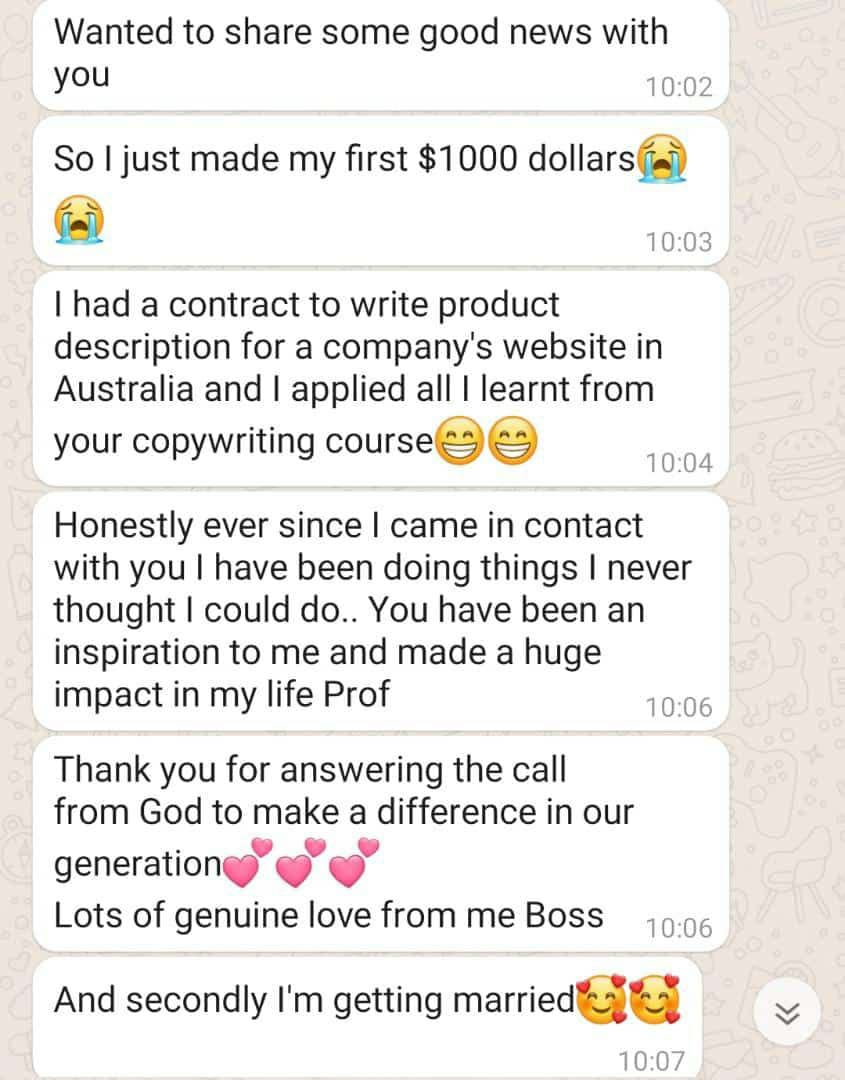 Wanted to share some good news with
you
10:02
So I just made my first $1000 dollars😭
😭
10:03
I had a contract to write product
description for a company's website in
Australia and I applied all I learnt from
your copywriting course😁😁
10:04
Honestly ever since I came in contact
with you I have been doing things I never
thought I could do.. You have been an
inspiration to me and made a huge
impact in my life Prof
10:06
Thank you for answering the call
from God to make a difference in our
generation💕💕💕
Lots of genuine love from me Boss
10:06
And secondly I'm getting married🥰🥰
10:07